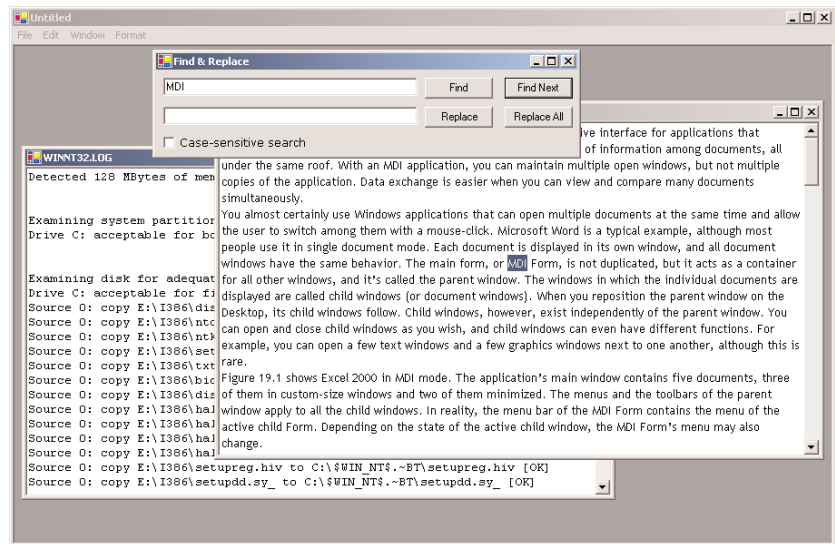 Untitled
File Edit Window Format
Find & Replace
MDI
Find
Find Next
Replace
Replace All
Case-sensitive search
ive interface for applications that
of information among documents, all
under the same roof. With an MDI application, you can maintain multiple open windows, but not multiple
copies of the application. Data exchange is easier when you can view and compare many documents
simultaneously.
You almost certainly use Windows applications that can open multiple documents at the same time and allow
the user to switch among them with a mouse-click. Microsoft Word is a typical example, although most
people use it in single document mode. Each document is displayed in its own window, and all document
windows have the same behavior. The main form, or MDI Form, is not duplicated, but it acts as a container
for all other windows, and it's called the parent window. The windows in which the individual documents are
displayed are called child windows (or document windows). When you reposition the parent window on the
Desktop, its child windows follow. Child windows, however, exist independently of the parent window. You
can open and close child windows as you wish, and child windows can even have different functions. For
example, you can open a few text windows and a few graphics windows next to one another, although this is
rare.
Figure 19.1 shows Excel 2000 in MDI mode. The application's main window contains five documents, three
of them in custom-size windows and two of them minimized. The menus and the toolbars of the parent
window apply to all the child windows. In reality, the menu bar of the MDI Form contains the menu of the
active child Form. Depending on the state of the active child window, the MDI Form's menu may also
change.
WINNT32.LOG
Detected 128 MBytes of mem
Examining system partition
Drive C: acceptable for bo
Examining disk for adequat
Drive C: acceptable for fi
Source 0: copy E:\I386\dis
Source 0: copy E:\I386\ntd
Source 0: copy E:\I386\ntk
Source 0: copy E:\I386\set
Source 0: copy E:\I386\txt
Source 0: copy E:\I386\bio
Source 0: copy E:\I386\dis
Source 0: copy E:\I386\hal
Source 0: copy E:\I386\hal
Source 0: copy E:\I386\hal
Source 0: copy E:\I386\hal
Source 0: copy E:\I386\setupreg.hiv to C:\$WIN_NT$.~BT\setupreg.hiv [OK]
Source 0: copy E:\I386\setupdd.sy_ to C:\$WIN_NT$.~BT\setupdd.sy_ [OK]